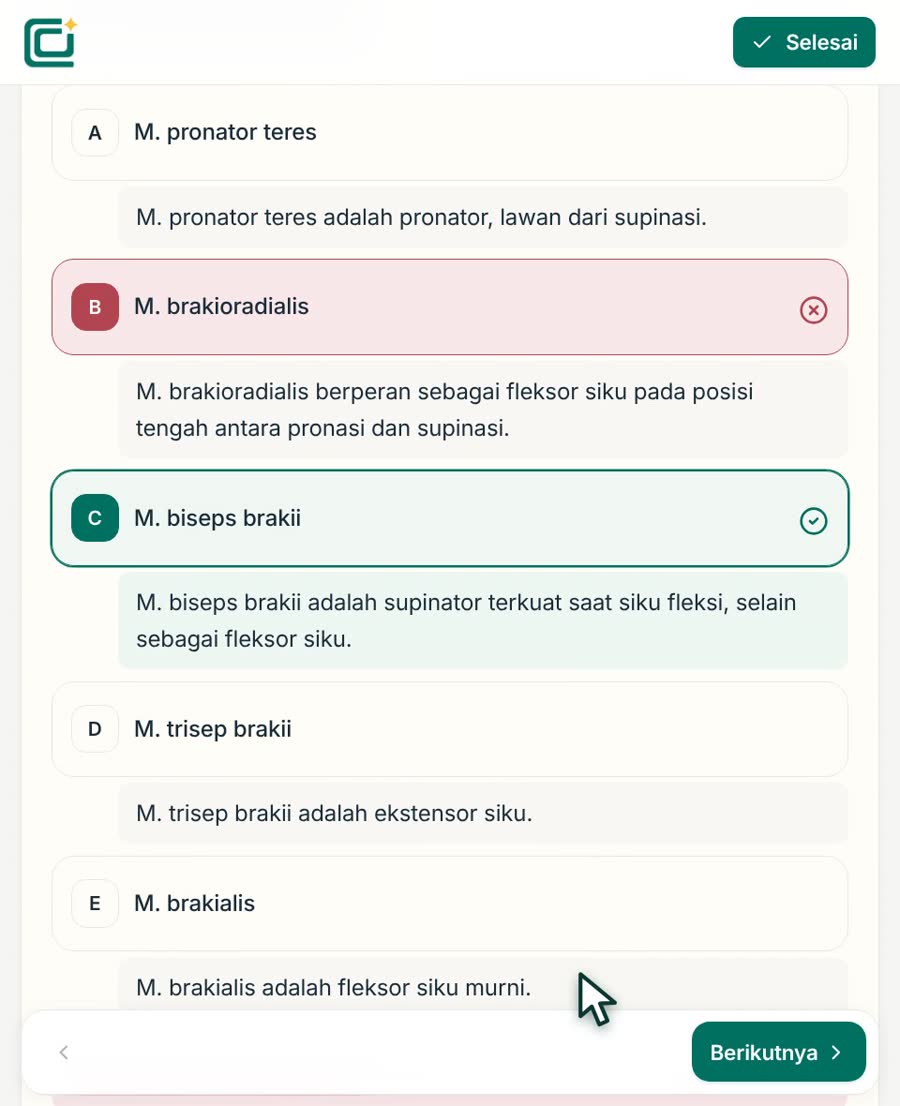 Selesai
A
M. pronator teres
M. pronator teres adalah pronator, lawan dari supinasi.
B
M. brakioradialis
M. brakioradialis berperan sebagai fleksor siku pada posisi
tengah antara pronasi dan supinasi.
C
M. biseps brakii
M. biseps brakii adalah supinator terkuat saat siku fleksi, selain
sebagai fleksor siku.
D
M. trisep brakii
M. trisep brakii adalah ekstensor siku.
E
M. brakialis
M. brakialis adalah fleksor siku murni.
Berikutnya